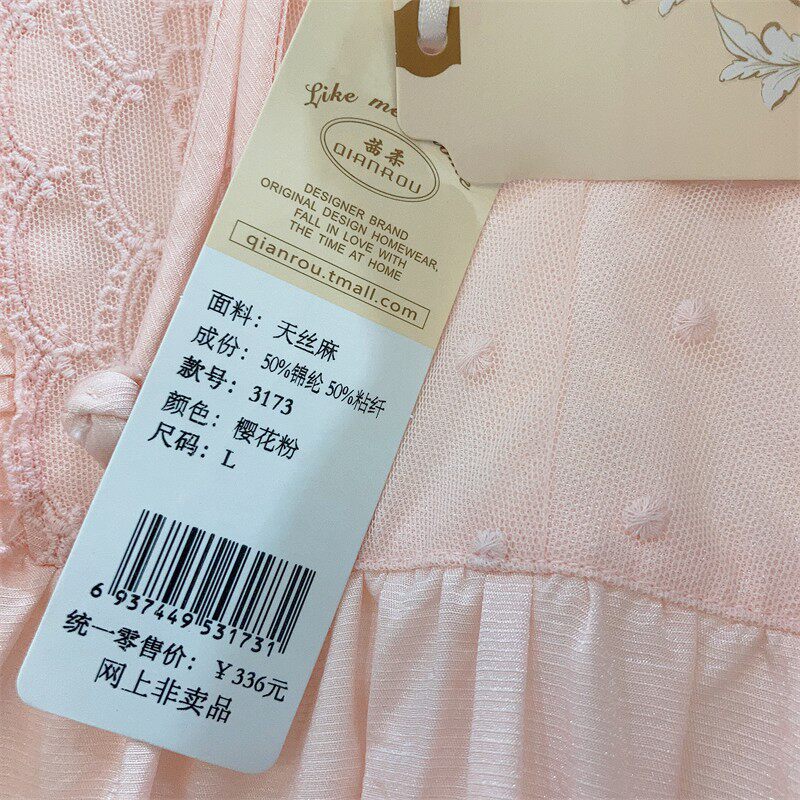 Like me
茜柔
QIANROU
DESIGNER BRAND
ORIGINAL DESIGN HOMEWEAR,
FALL IN LOVE WITH
THE TIME AT HOME
qianrou.tmall.com
面料：天丝麻
成份：50%锦纶 50%粘纤
款号：3173
颜色：樱花粉
尺码：L
6 937449 531731
统一零售价：￥336元
网上非卖品